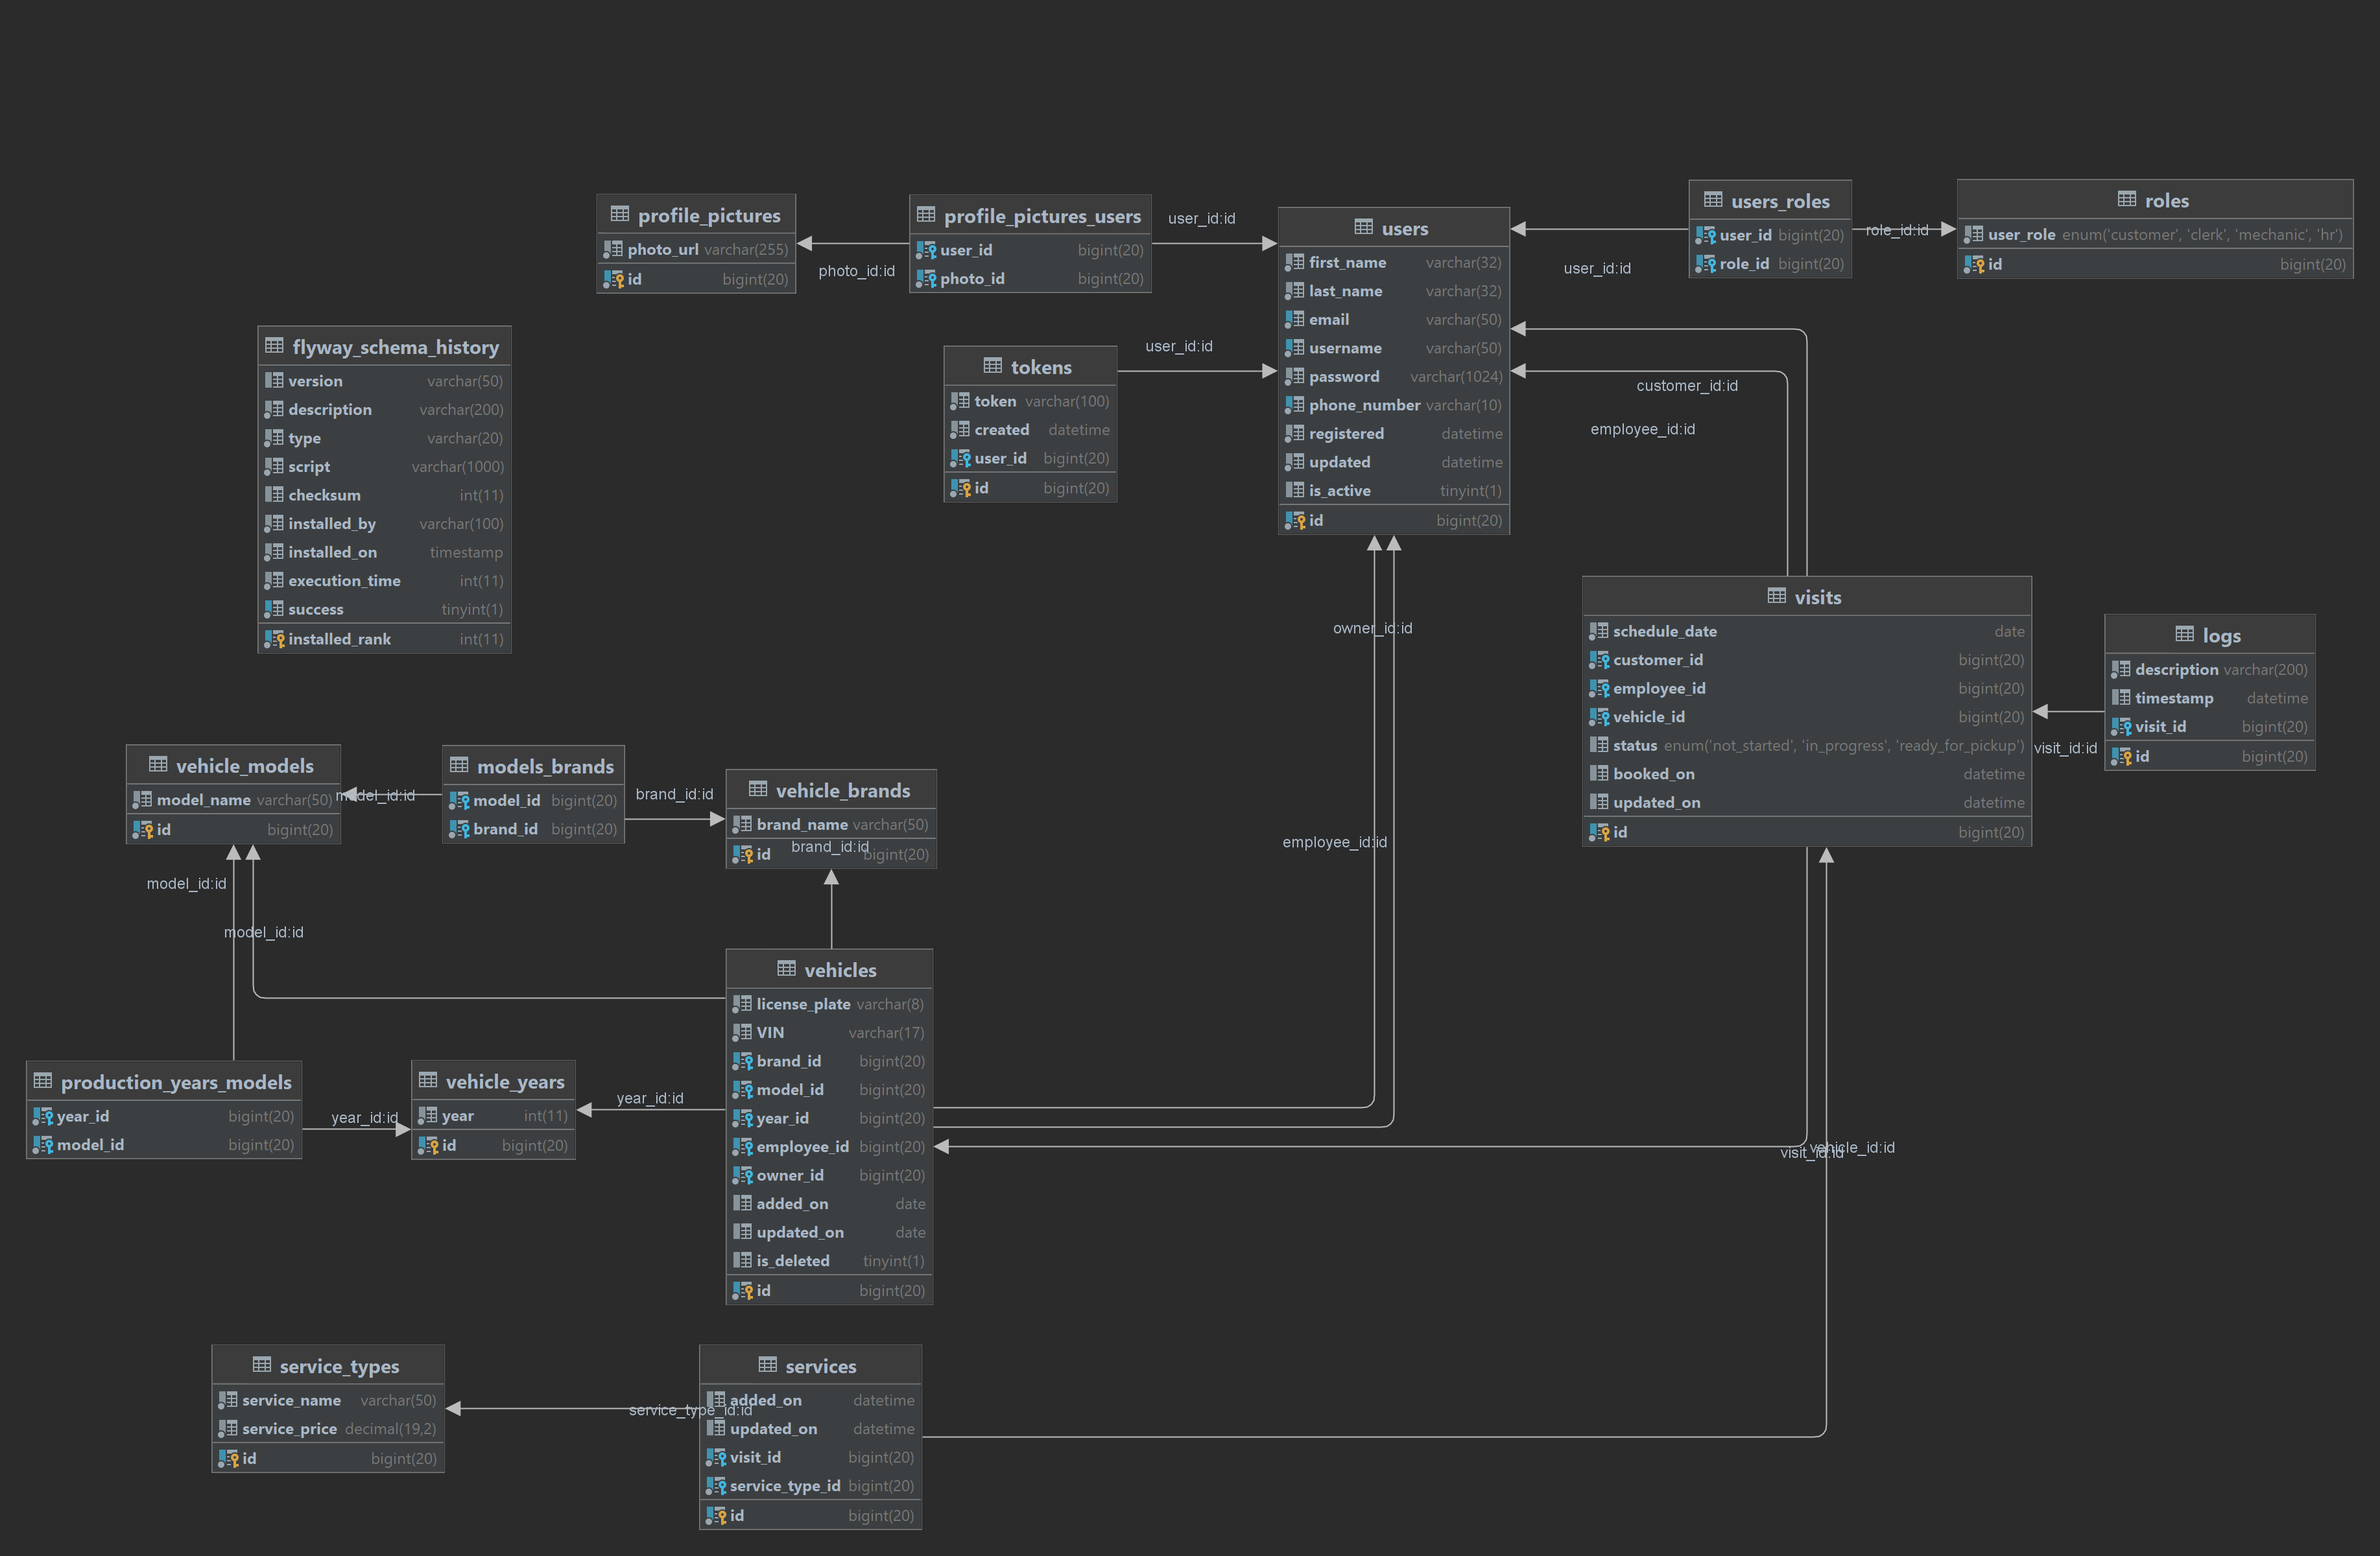 profile_pictures
photo_url varchar(255)
id bigint(20)
photo_id:id
profile_pictures_users
user_id bigint(20)
photo_id bigint(20)
user_id:id
users
first_name varchar(32)
last_name varchar(32)
email varchar(50)
username varchar(50)
password varchar(1024)
phone_number varchar(10)
registered datetime
updated datetime
is_active tinyint(1)
id bigint(20)
user_id:id
users_roles
user_id bigint(20)
role_id bigint(20)
role_id:id
roles
user_role enum('customer', 'clerk', 'mechanic', 'hr')
id bigint(20)
flyway_schema_history
version varchar(50)
description varchar(200)
type varchar(20)
script varchar(1000)
checksum int(11)
installed_by varchar(100)
installed_on timestamp
execution_time int(11)
success tinyint(1)
installed_rank int(11)
tokens
token varchar(100)
created datetime
user_id bigint(20)
id bigint(20)
user_id:id
customer_id:id
employee_id:id
owner_id:id
employee_id:id
visits
schedule_date date
customer_id bigint(20)
employee_id bigint(20)
vehicle_id bigint(20)
status enum('not_started', 'in_progress', 'ready_for_pickup')
booked_on datetime
updated_on datetime
id bigint(20)
visit_id:id
logs
description varchar(200)
timestamp datetime
visit_id bigint(20)
id bigint(20)
vehicle_models
model_name varchar(50)
id bigint(20)
model_id:id
models_brands
model_id bigint(20)
brand_id bigint(20)
brand_id:id
vehicle_brands
brand_name varchar(50)
id bigint(20)
brand_id:id
model_id:id
model_id:id
vehicles
license_plate varchar(8)
VIN varchar(17)
brand_id bigint(20)
model_id bigint(20)
year_id bigint(20)
employee_id bigint(20)
owner_id bigint(20)
added_on date
updated_on date
is_deleted tinyint(1)
id bigint(20)
production_years_models
year_id bigint(20)
model_id bigint(20)
year_id:id
vehicle_years
year int(11)
id bigint(20)
year_id:id
visit_id:id
vehicle_id:id
service_types
service_name varchar(50)
service_price decimal(19,2)
id bigint(20)
service_type_id:id
services
added_on datetime
updated_on datetime
visit_id bigint(20)
service_type_id bigint(20)
id bigint(20)